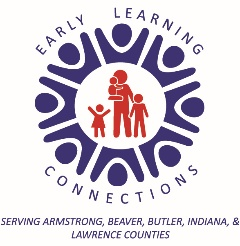 EARLY LEARNING
CONNECTIONS
SERVING ARMSTRONG, BEAVER, BUTLER, INDIANA, &
LAWRENCE COUNTIES